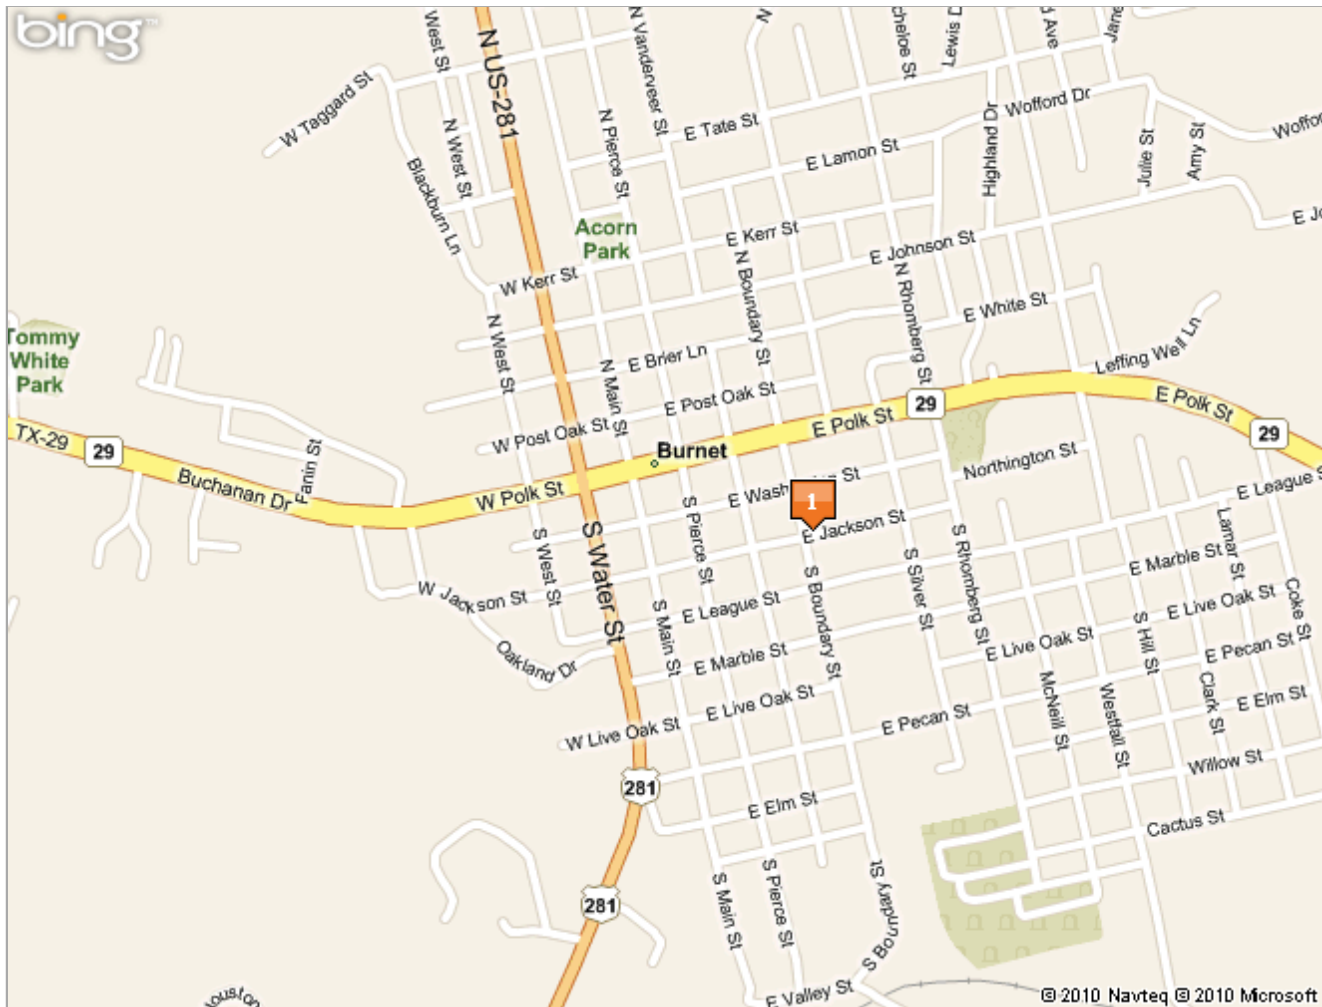 bing™
N US-281
West St
N Vanderveer St
N
Lewis D
Ave
W Taggard St
N West St
N Pierce St
E Tate St
Wofford Dr
Wofford
Blackburn Ln
E Lamon St
Highland Dr
Julie St
Amy St
Acorn
Park
E Kerr St
E Johnson St
E Jo
W Kerr St
N Boundary St
N Rhomberg St
E White St
Tommy
White
Park
N West St
N Main St
E Brier Ln
Leffing Well Ln
E Post Oak St
W Post Oak St
29
E Polk St
E Polk St
29
TX-29
29
Burnet
Fanin St
Buchanan Dr
W Polk St
E Wash
St
Northington St
E League S
1
E Jackson St
S Water St
S West St
S Pierce St
S Boundary St
S Silver St
S Rhomberg St
Lamar St
E Marble St
W Jackson St
E League St
Coke St
E Live Oak St
Oakland Dr
S Main St
E Marble St
E Live Oak St
S Hill St
E Pecan St
W Live Oak St
E Live Oak St
E Pecan St
McNeill St
Westfall St
Clark St
E Elm St
281
Willow St
E Elm St
Cactus St
281
S Main St
S Pierce St
S Boundary St
E Valley St
ouston
© 2010 Navteq © 2010 Microsoft